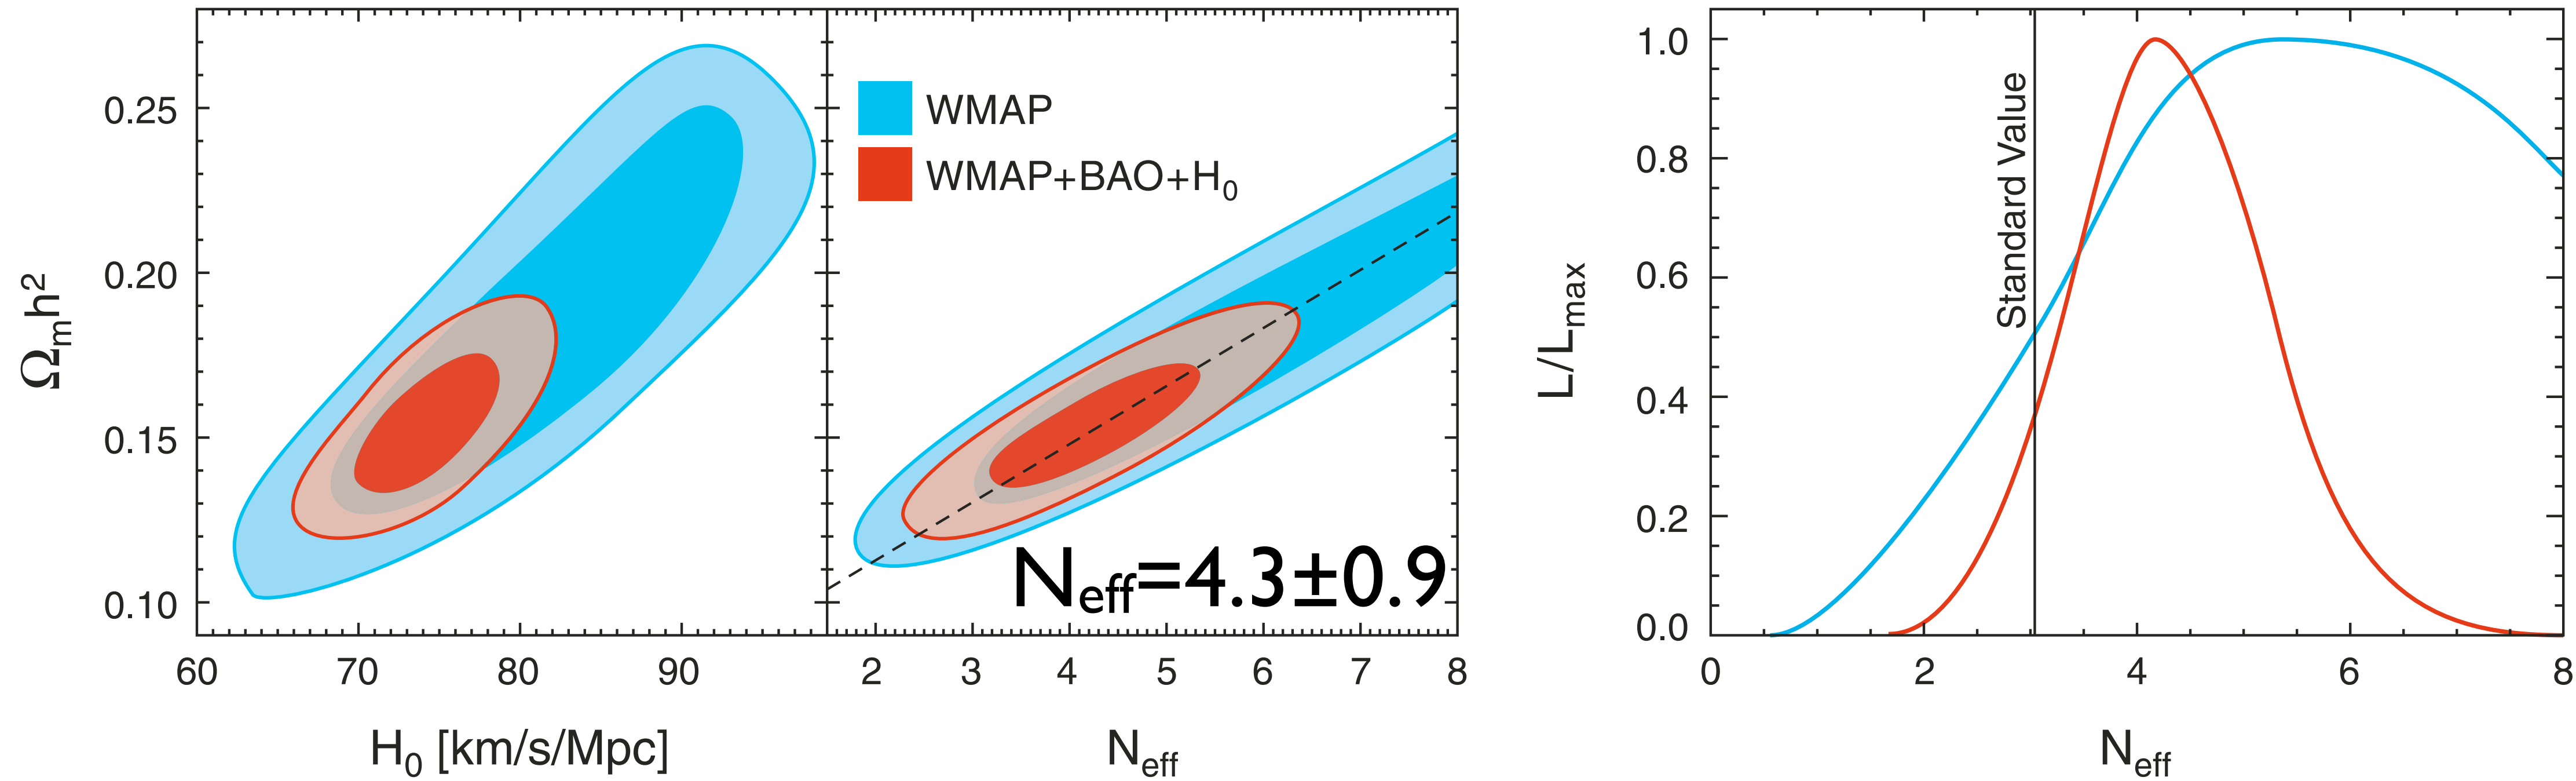 Ωₘh²
0.25
0.20
0.15
0.10
60 70 80 90
H₀ [km/s/Mpc]
WMAP
WMAP+BAO+H₀
Neff=4.3±0.9
2 3 4 5 6 7 8
Neff
L/Lmax
1.0
0.8
0.6
0.4
0.2
0.0
Standard Value
0 2 4 6 8
Neff